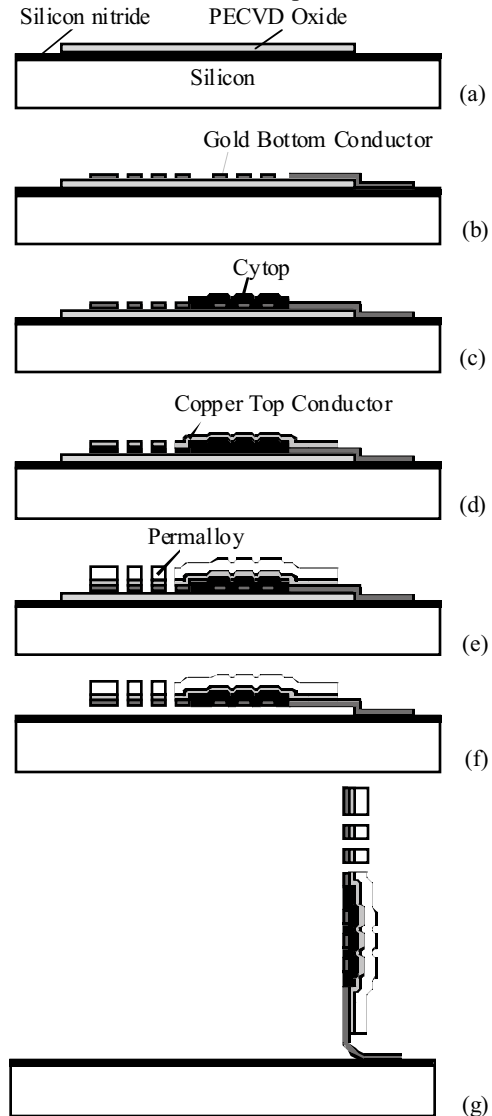 Silicon nitride PECVD Oxide
Silicon
(a)
Gold Bottom Conductor
(b)
Cytop
(c)
Copper Top Conductor
(d)
Permalloy
(e)
(f)
(g)